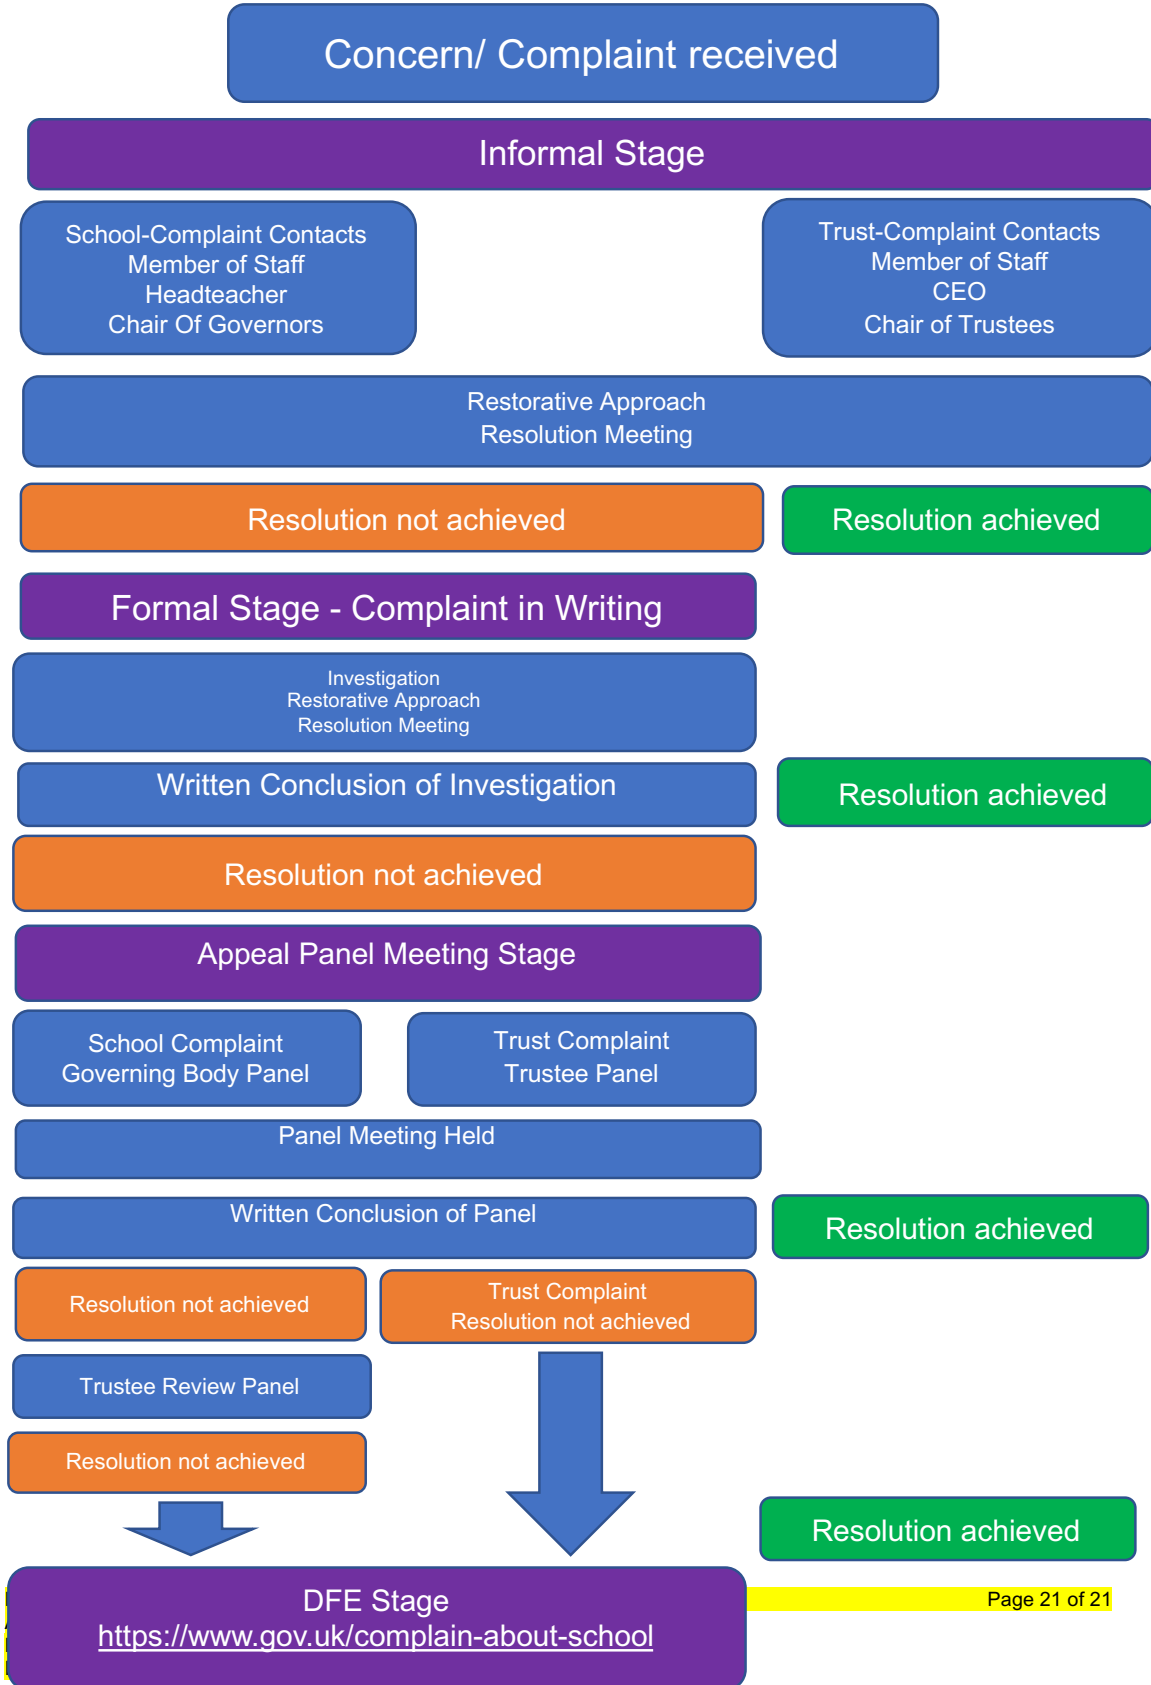 Concern/ Complaint received
Informal Stage
School-Complaint Contacts
Member of Staff
Headteacher
Chair Of Governors
Trust-Complaint Contacts
Member of Staff
CEO
Chair of Trustees
Restorative Approach
Resolution Meeting
Resolution not achieved
Resolution achieved
Formal Stage - Complaint in Writing
Investigation
Restorative Approach
Resolution Meeting
Written Conclusion of Investigation
Resolution achieved
Resolution not achieved
Appeal Panel Meeting Stage
School Complaint
Governing Body Panel
Trust Complaint
Trustee Panel
Panel Meeting Held
Written Conclusion of Panel
Resolution achieved
Resolution not achieved
Trust Complaint
Resolution not achieved
Trustee Review Panel
Resolution not achieved
Resolution achieved
DFE Stage
https://www.gov.uk/complain-about-school
Page 21 of 21